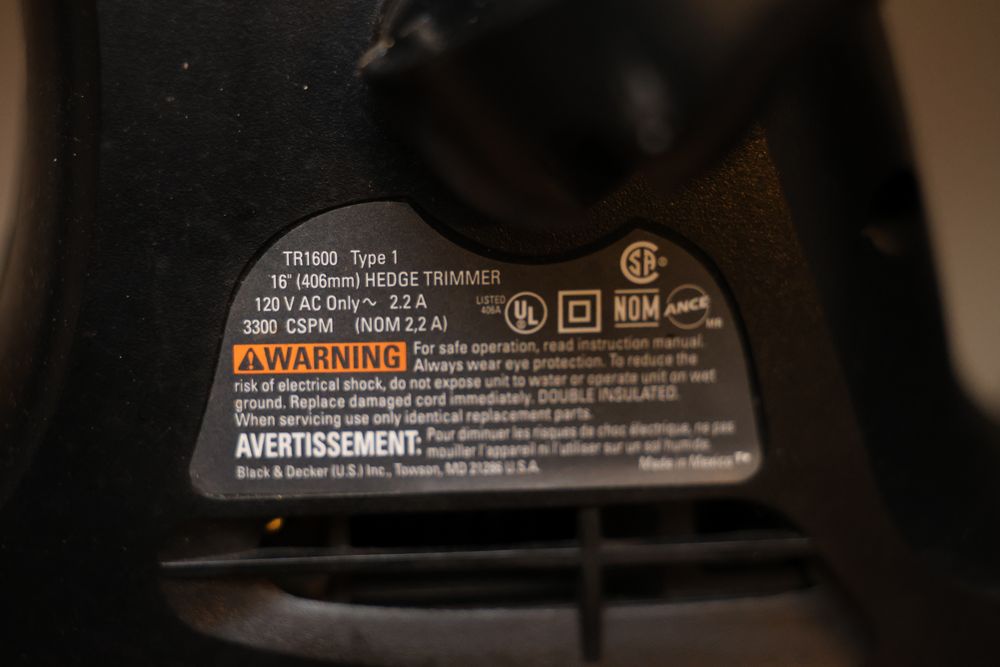 TR1600 Type 1
16" (406mm) HEDGE TRIMMER
120 V AC Only~ 2.2 A
3300 CSPM (NOM 2,2 A)
LISTED
406A
UL
SA
NOM
ANCE
WARNING For safe operation, read instruction manual.
Always wear eye protection. To reduce the
risk of electrical shock, do not expose unit to water or operate unit on wet
ground. Replace damaged cord immediately. DOUBLE INSULATED.
When servicing use only identical replacement parts.
AVERTISSEMENT: Pour diminuer les risques de choc électrique, ne pas
mouiller l'appareil ni l'utiliser sur un sol humide.
Black & Decker (U.S.) Inc., Towson, MD 21286 U.S.A.
Made in Mexico